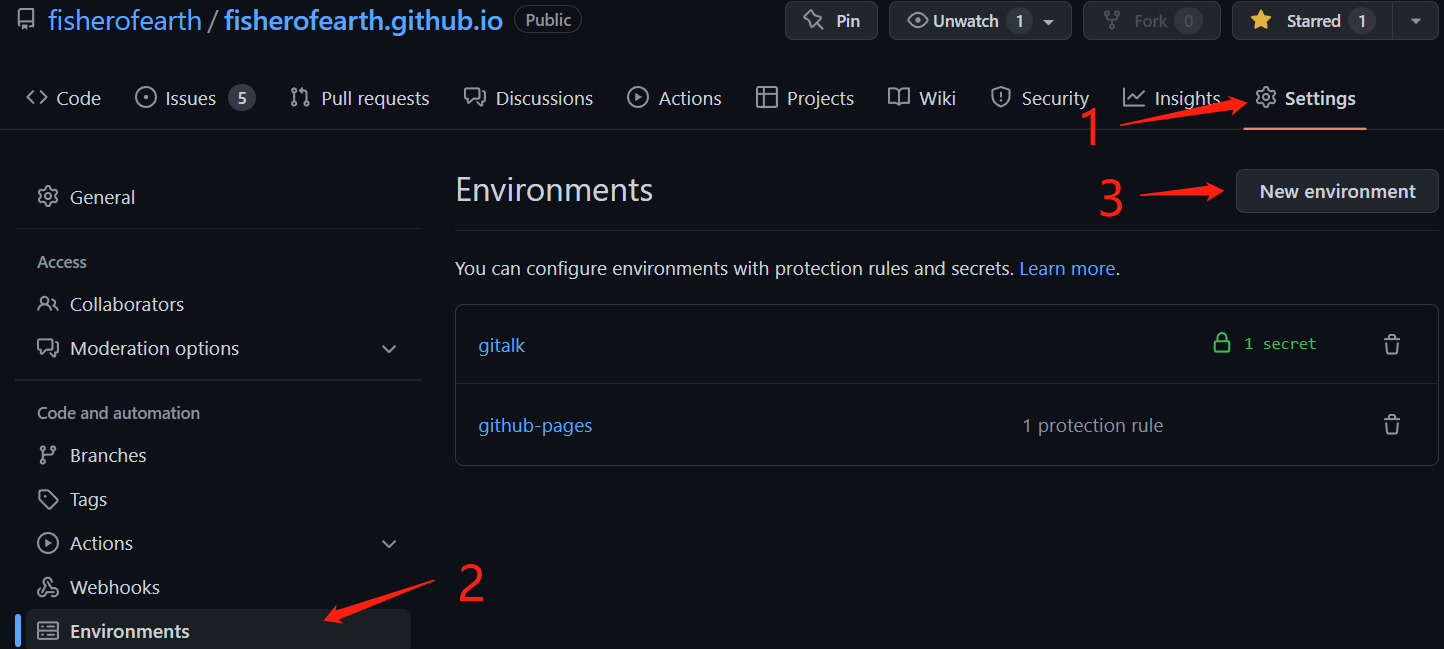 fisherofearth / fisherofearth.github.io Public Pin Unwatch 1 Fork 0 Starred 1
Code Issues 5 Pull requests Discussions Actions Projects Wiki Security Insights Settings
1
General
Access
Collaborators
Moderation options
Code and automation
Branches
Tags
Actions
Webhooks
Environments
2
Environments
3
New environment
You can configure environments with protection rules and secrets. Learn more.
gitalk 1 secret
github-pages 1 protection rule